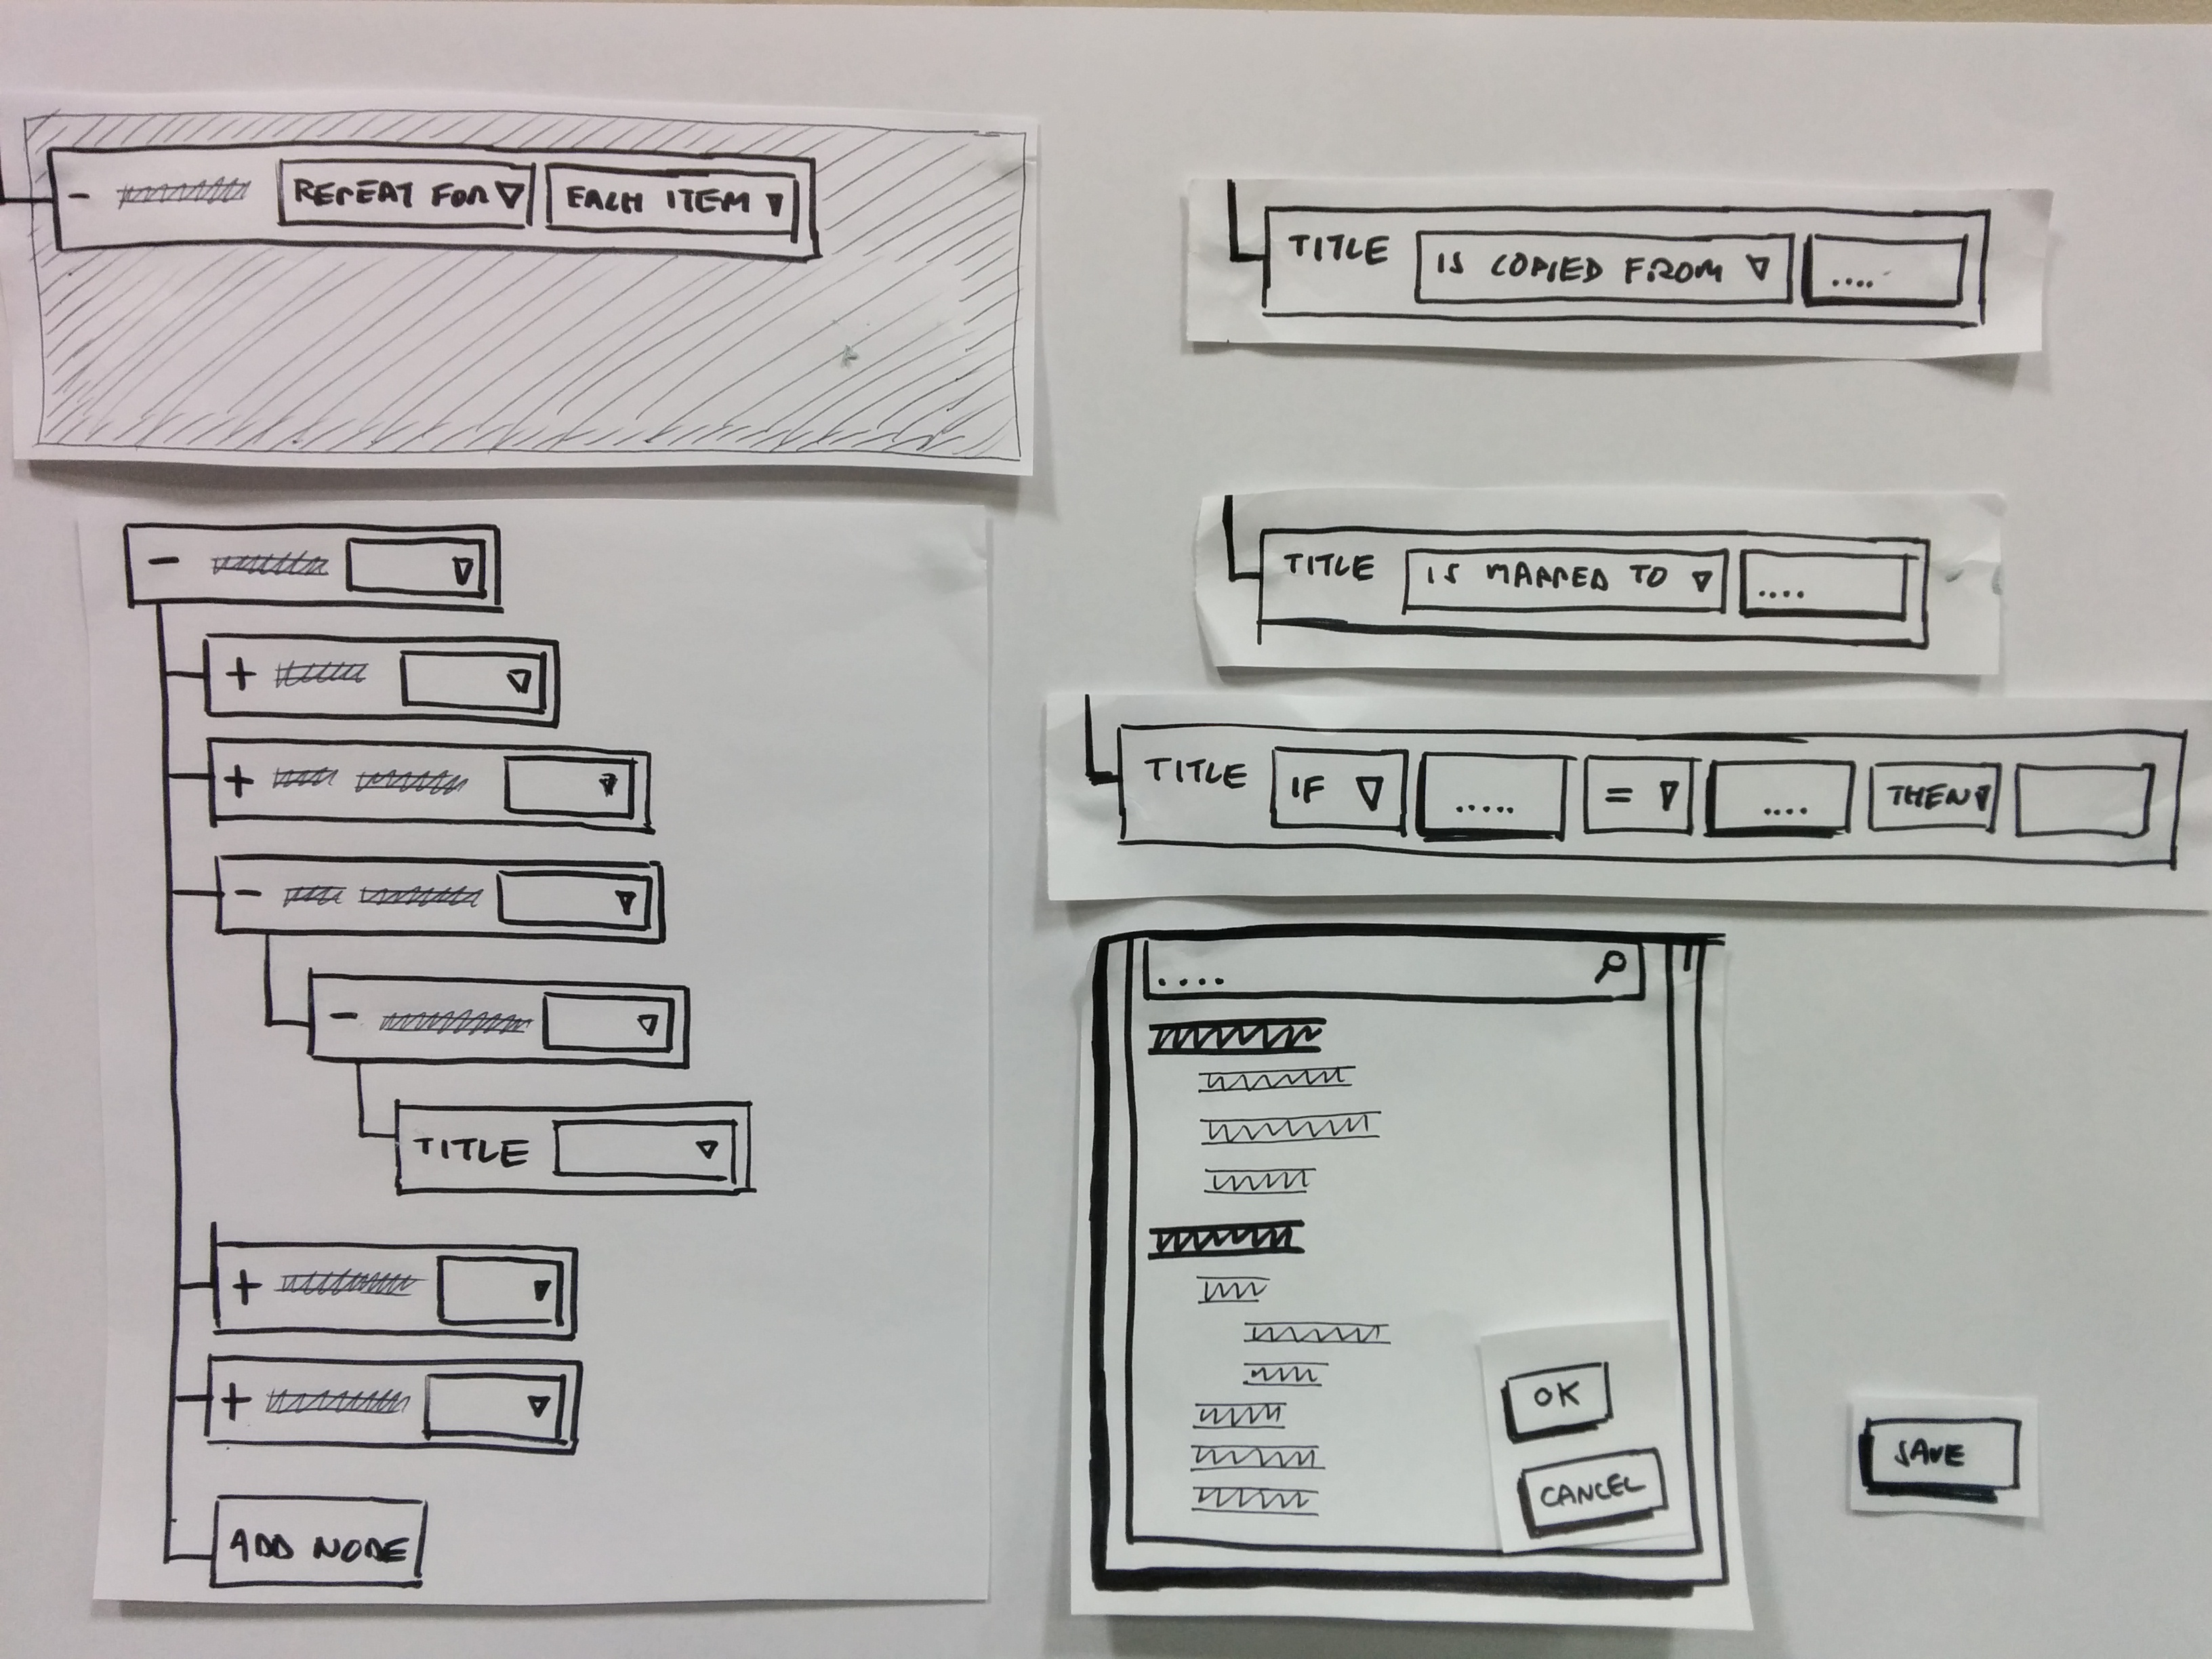 - REPEAT FOR EACH ITEM
TITLE IS COPIED FROM ....
-
+
+
-
-
TITLE
+
+
ADD NODE
TITLE IS MAPPED TO ....
TITLE IF ..... = .... THEN
....
OK
CANCEL
SAVE